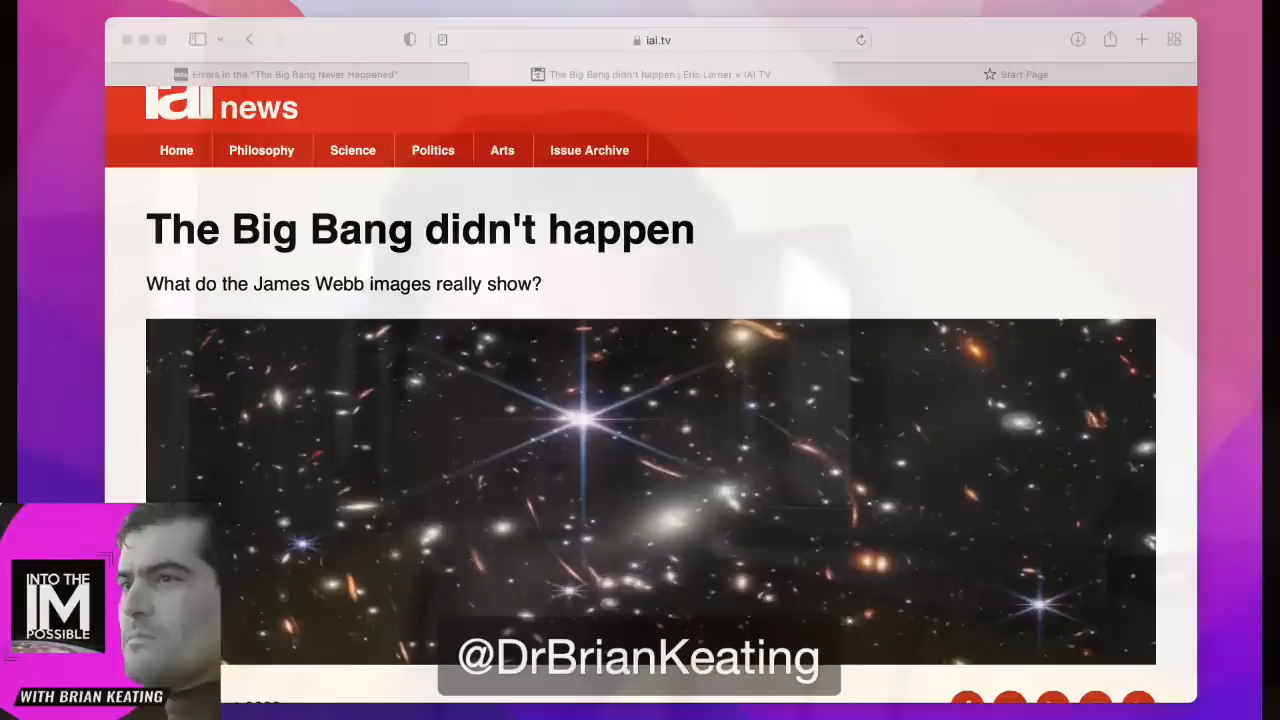 iai.tv
Errors in the "The Big Bang Never Happened"
The Big Bang didn't happen | Eric Lerner » IAI TV
Start Page
iai news
Home
Philosophy
Science
Politics
Arts
Issue Archive
The Big Bang didn't happen
What do the James Webb images really show?
INTO THE
IM
POSSIBLE
WITH BRIAN KEATING
@DrBrianKeating